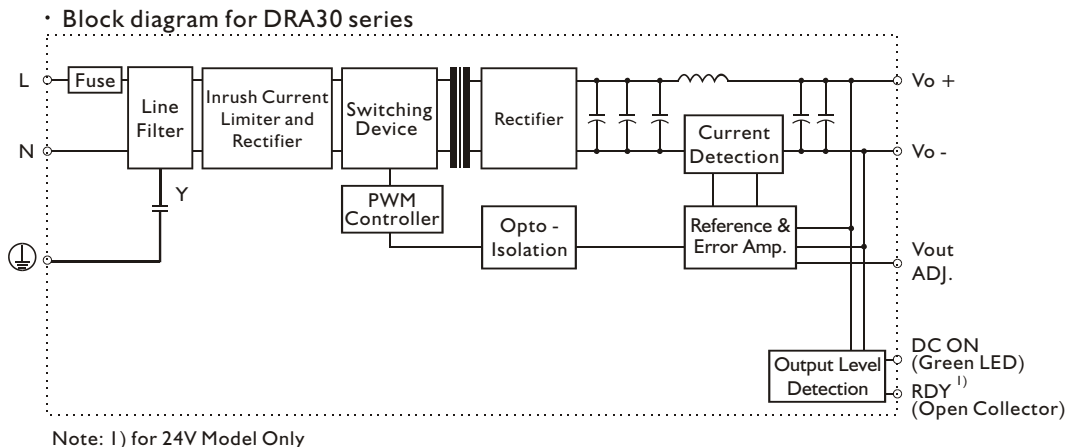 · Block diagram for DRA30 series
L
Fuse
Line
Filter
Inrush Current
Limiter and
Rectifier
Switching
Device
Rectifier
Current
Detection
Vo +
N
Vo -
Y
PWM
Controller
Opto -
Isolation
Reference &
Error Amp.
Vout
ADJ.
Output Level
Detection
DC ON
(Green LED)
RDY 1)
(Open Collector)
Note: 1) for 24V Model Only